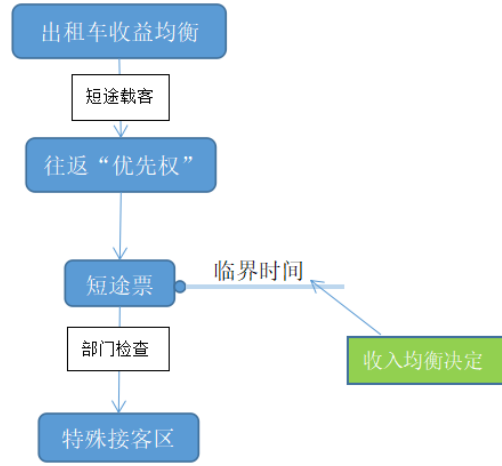 出租车收益均衡
短途载客
往返“优先权”
临界时间
短途票
部门检查
收入均衡决定
特殊接客区